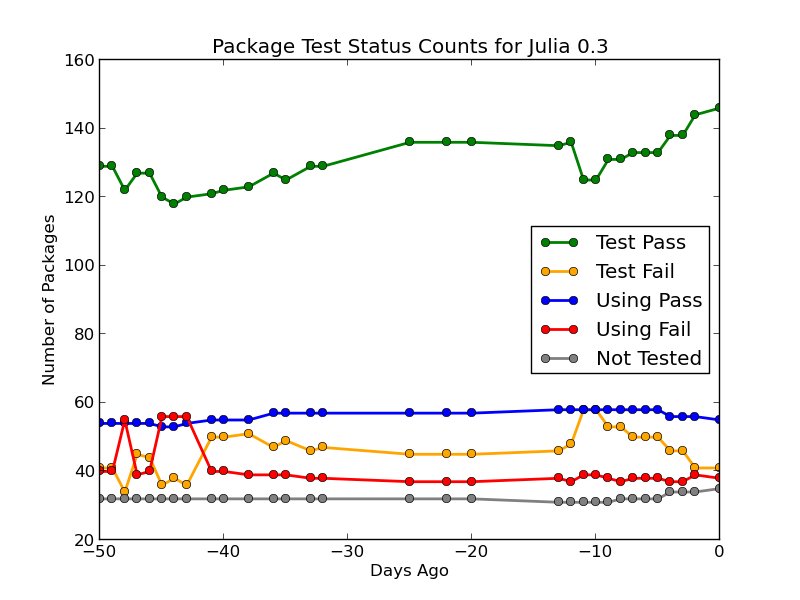 Package Test Status Counts for Julia 0.3
160
140
120
100
80
60
40
20
Number of Packages
Test Pass
Test Fail
Using Pass
Using Fail
Not Tested
−50 −40 −30 −20 −10 0
Days Ago